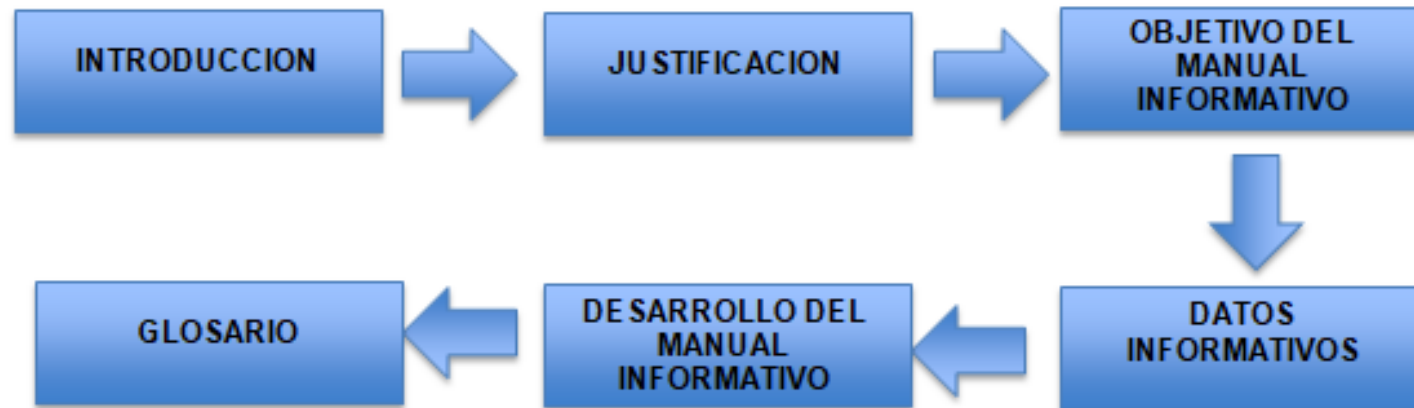 INTRODUCCION
JUSTIFICACION
OBJETIVO DEL
MANUAL
INFORMATIVO
DATOS
INFORMATIVOS
DESARROLLO DEL
MANUAL
INFORMATIVO
GLOSARIO